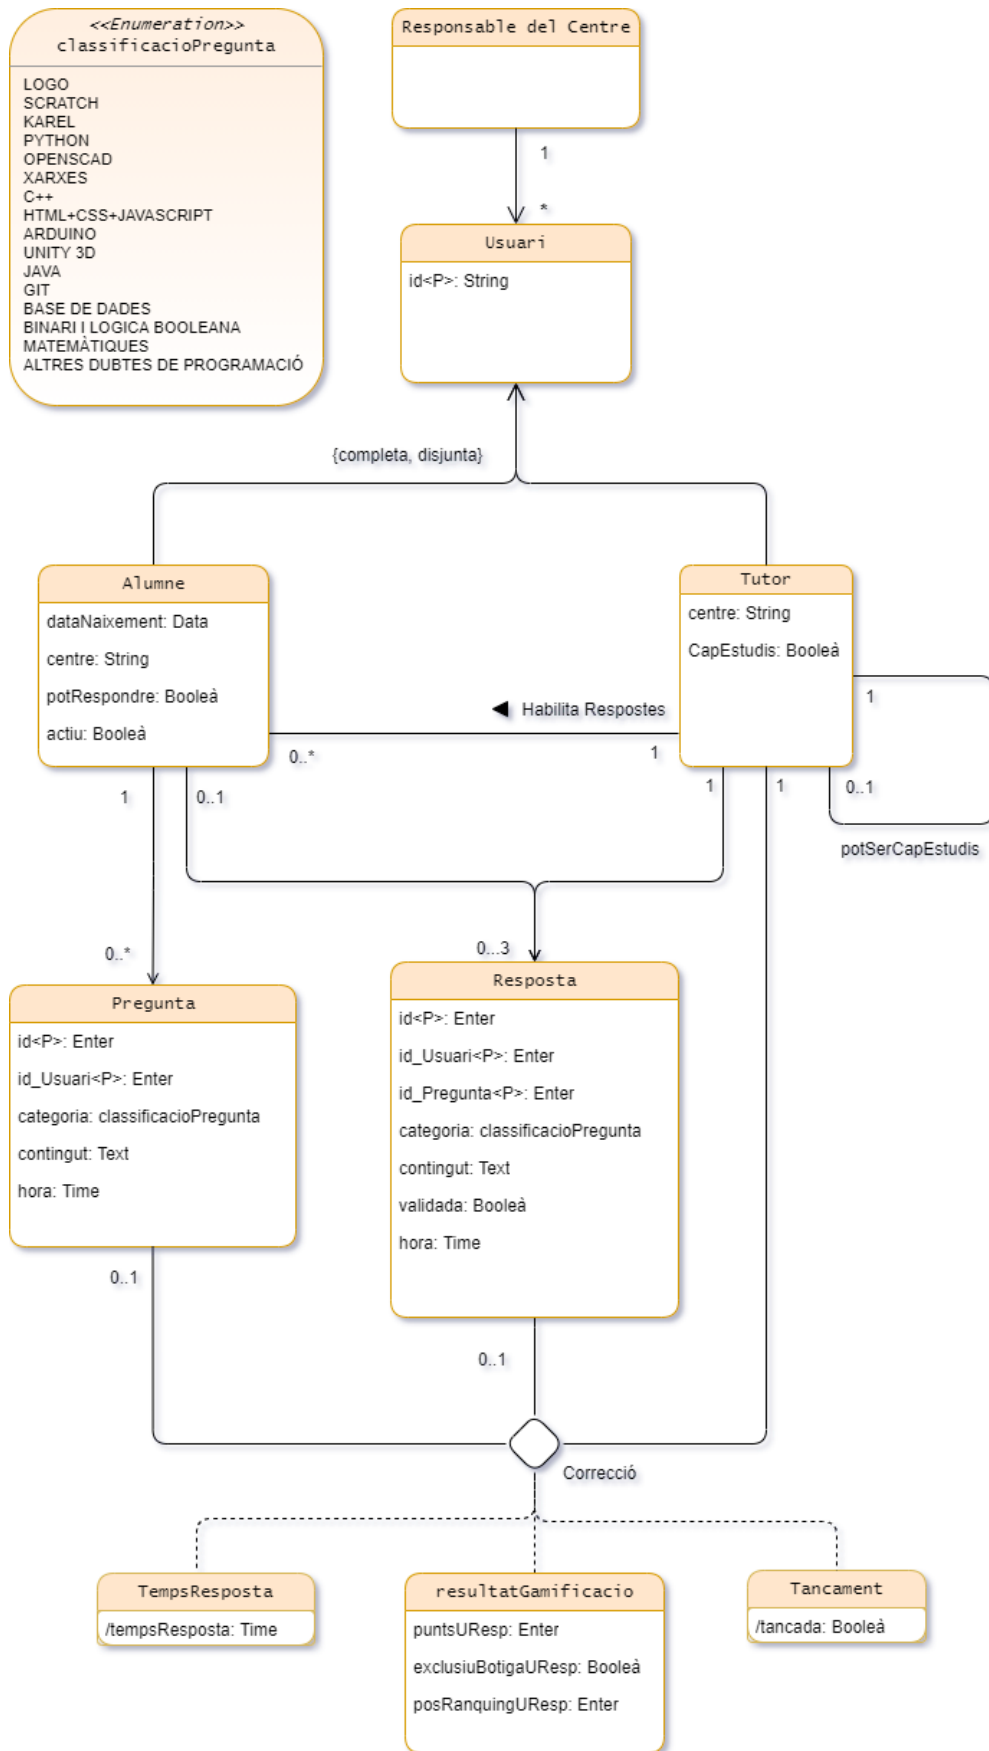 <<Enumeration>>
classificacioPregunta
LOGO
SCRATCH
KAREL
PYTHON
OPENSCAD
XARXES
C++
HTML+CSS+JAVASCRIPT
ARDUINO
UNITY 3D
JAVA
GIT
BASE DE DADES
BINARI I LOGICA BOOLEANA
MATEMÀTIQUES
ALTRES DUBTES DE PROGRAMACIÓ
Responsable del Centre
1
*
Usuari
id<P>: String
{completa, disjunta}
Alumne
dataNaixement: Data
centre: String
potRespondre: Booleà
actiu: Booleà
Tutor
centre: String
CapEstudis: Booleà
1
0..1
potSerCapEstudis
◀ Habilita Respostes
0..*
1
1
0..1
1
1
0..*
0...3
Pregunta
id<P>: Enter
id_Usuari<P>: Enter
categoria: classificacioPregunta
contingut: Text
hora: Time
Resposta
id<P>: Enter
id_Usuari<P>: Enter
id_Pregunta<P>: Enter
categoria: classificacioPregunta
contingut: Text
validada: Booleà
hora: Time
0..1
0..1
Correcció
TempsResposta
/tempsResposta: Time
resultatGamificacio
puntsUResp: Enter
exclusiuBotigaUResp: Booleà
posRanquingUResp: Enter
Tancament
/tancada: Booleà